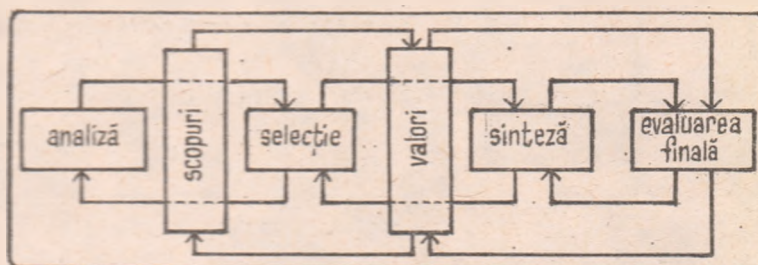 analiză
scopuri
selecție
valori
sinteză
evaluarea
finală